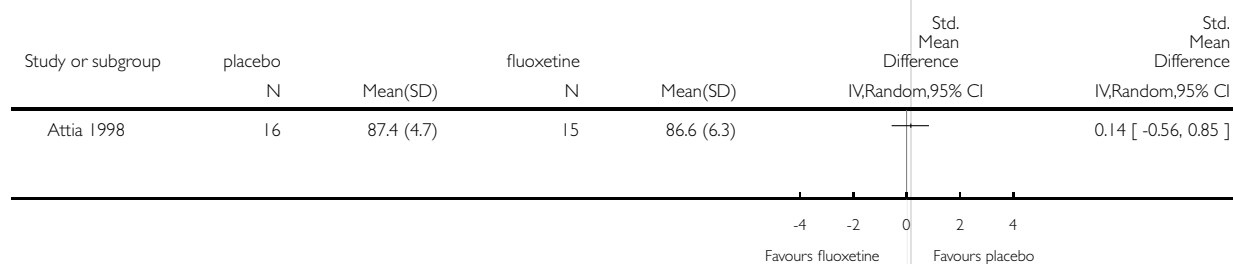 Std.
Mean
Difference
Std.
Mean
Difference
Study or subgroup placebo fluoxetine
N Mean(SD) N Mean(SD) IV,Random,95% CI IV,Random,95% CI
Attia 1998 16 87.4 (4.7) 15 86.6 (6.3) 0.14 [ -0.56, 0.85 ]
-4 -2 0 2 4
Favours fluoxetine Favours placebo